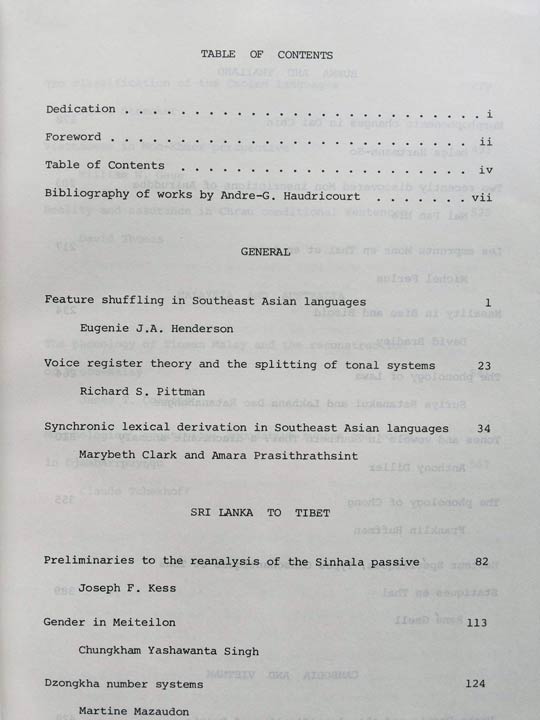 TABLE OF CONTENTS
Dedication . . . . . . . . . . . . . . . . . . . . . . . . . i
Foreword . . . . . . . . . . . . . . . . . . . . . . . . . ii
Table of Contents . . . . . . . . . . . . . . . . . . . . . iv
Bibliography of works by Andre-G. Haudricourt . . . . . . . vii
GENERAL
Feature shuffling in Southeast Asian languages 1
Eugenie J.A. Henderson
Voice register theory and the splitting of tonal systems 23
Richard S. Pittman
Synchronic lexical derivation in Southeast Asian languages 34
Marybeth Clark and Amara Prasithrathsint
SRI LANKA TO TIBET
Preliminaries to the reanalysis of the Sinhala passive 82
Joseph F. Kess
Gender in Meiteilon 113
Chungkham Yashawanta Singh
Dzongkha number systems 124
Martine Mazaudon